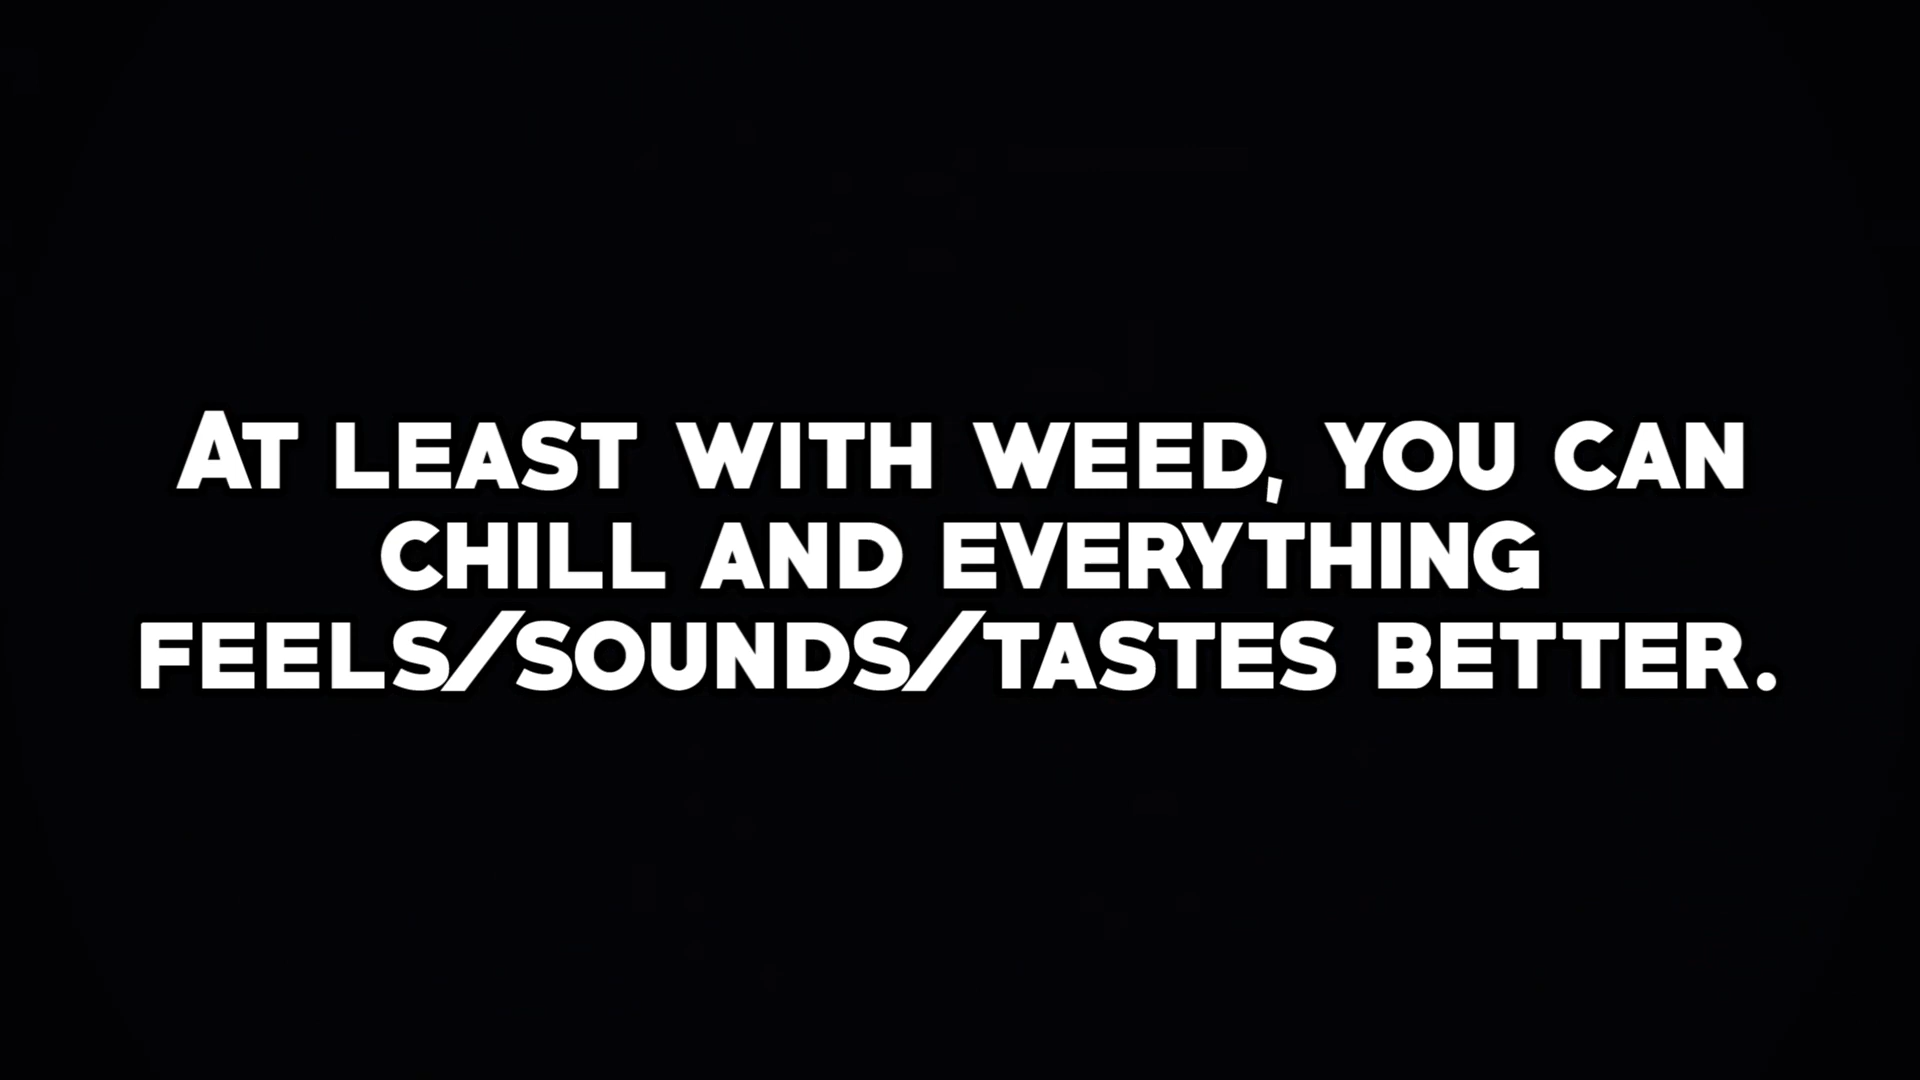 At least with weed, you can
chill and everything
feels/sounds/tastes better.